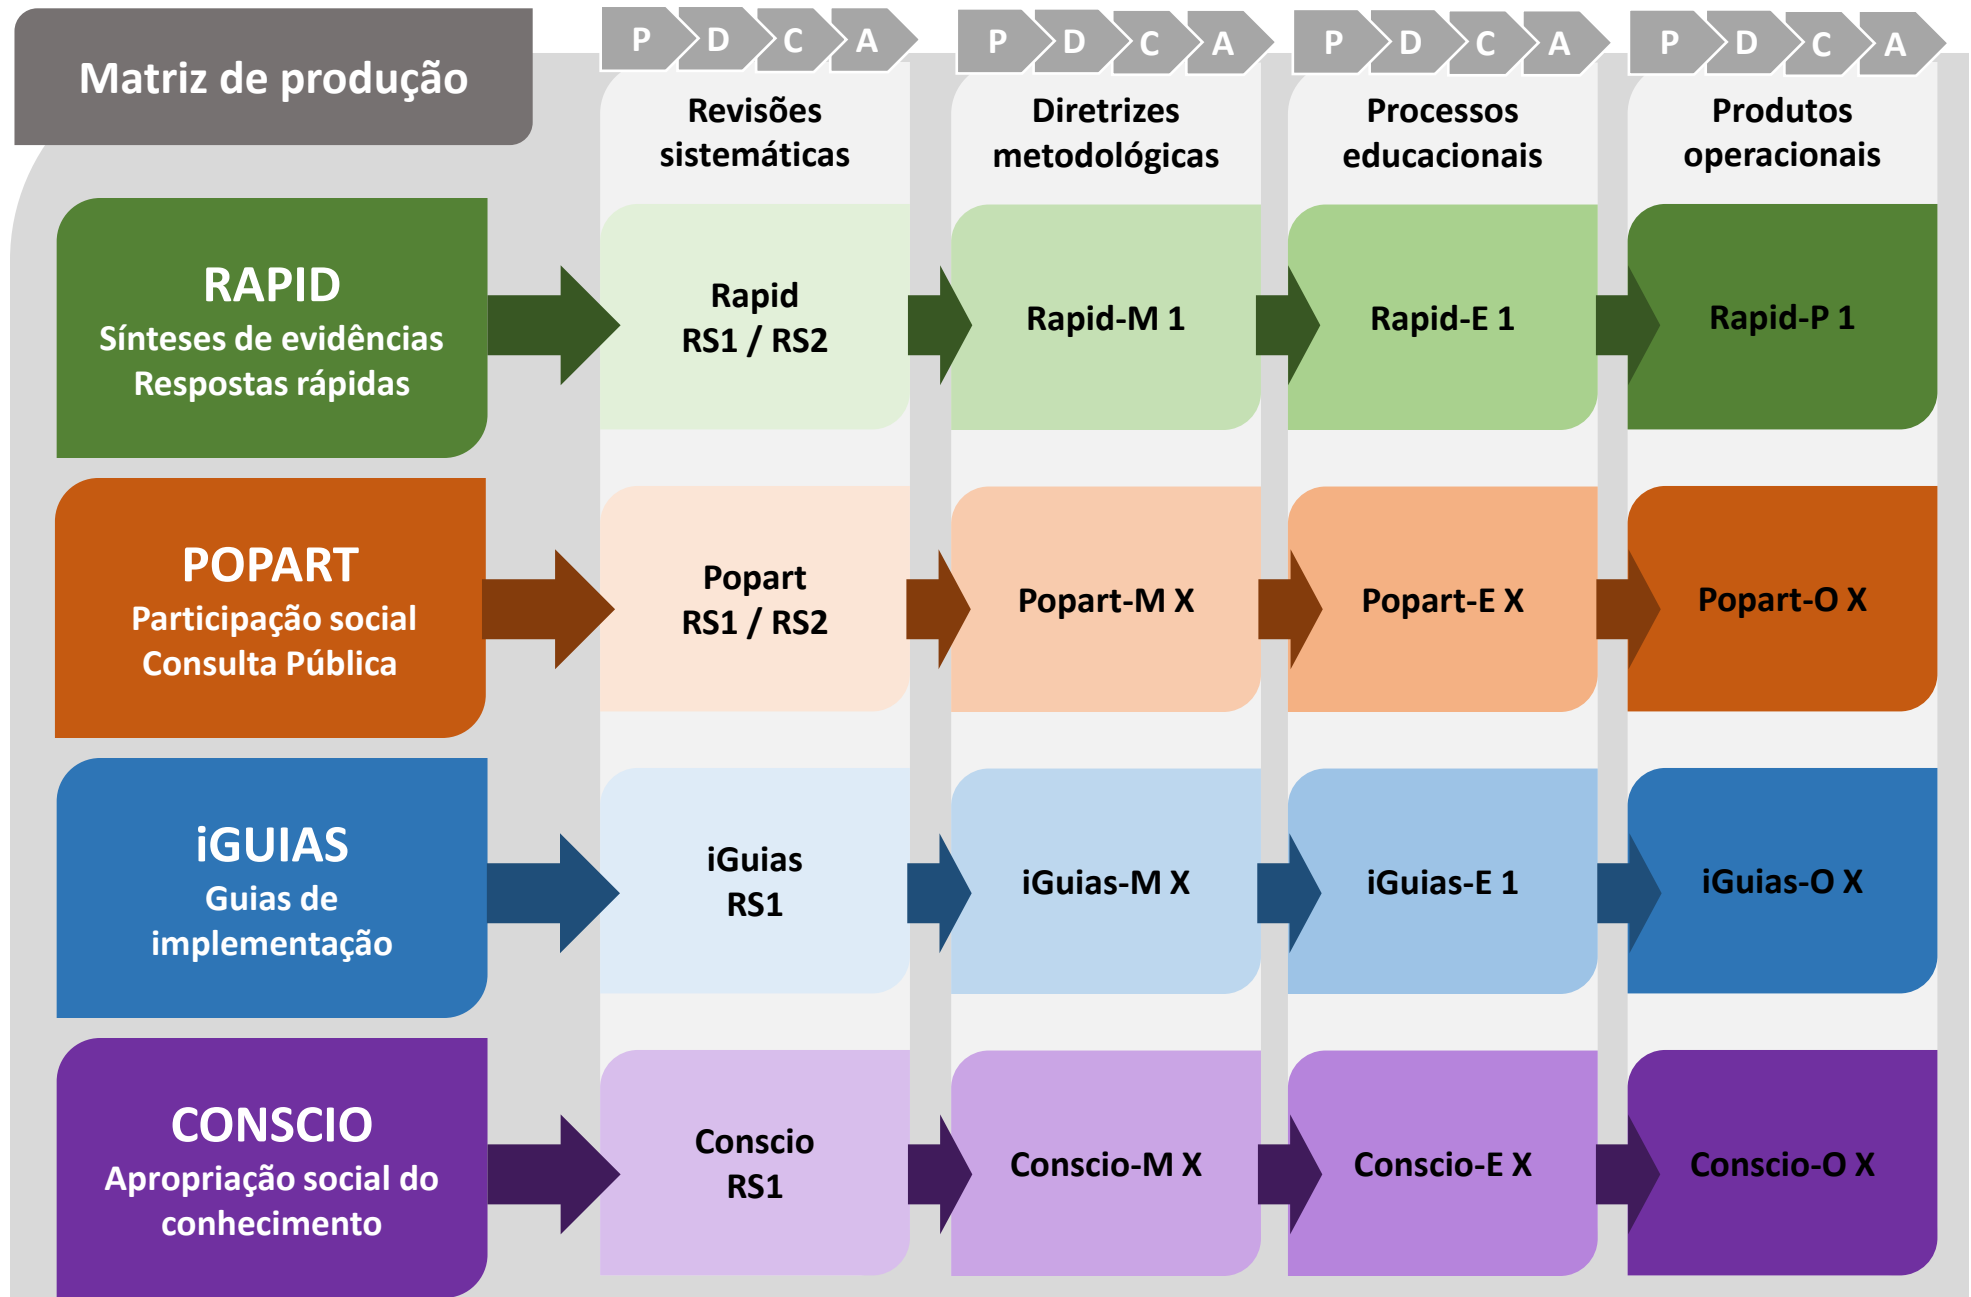 Matriz de produção
P D C A
P D C A
P D C A
P D C A
Revisões
sistemáticas
Diretrizes
metodológicas
Processos
educacionais
Produtos
operacionais
RAPID
Sínteses de evidências
Respostas rápidas
Rapid
RS1 / RS2
Rapid-M 1
Rapid-E 1
Rapid-P 1
POPART
Participação social
Consulta Pública
Popart
RS1 / RS2
Popart-M X
Popart-E X
Popart-O X
iGUIAS
Guias de
implementação
iGuias
RS1
iGuias-M X
iGuias-E 1
iGuias-O X
CONSCIO
Apropriação social do
conhecimento
Conscio
RS1
Conscio-M X
Conscio-E X
Conscio-O X